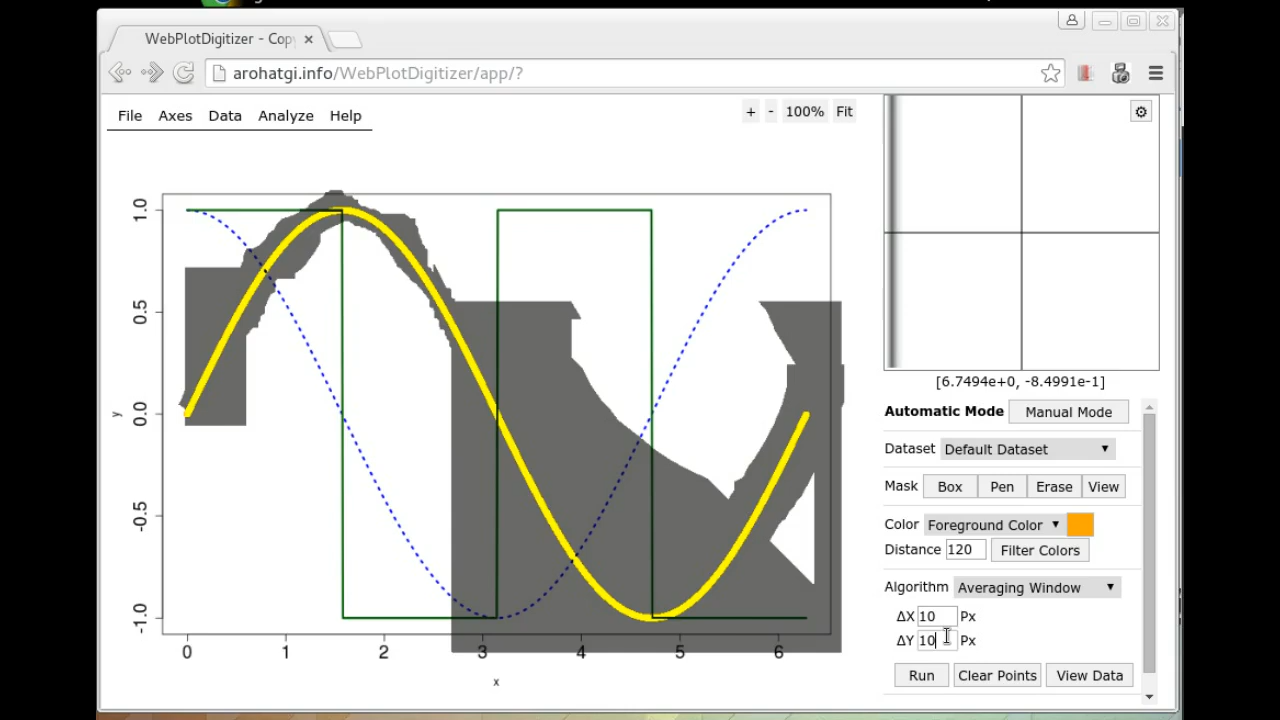 WebPlotDigitizer - Cop
arohatgi.info/WebPlotDigitizer/app/?
File Axes Data Analyze Help
+ - 100% Fit
1.0
0.5
0.0
-0.5
-1.0
y
0 1 2 3 4 5 6
x
[6.7494e+0, -8.4991e-1]
Automatic Mode Manual Mode
Dataset Default Dataset
Mask Box Pen Erase View
Color Foreground Color
Distance 120 Filter Colors
Algorithm Averaging Window
ΔX 10 Px
ΔY 10 Px
Run Clear Points View Data